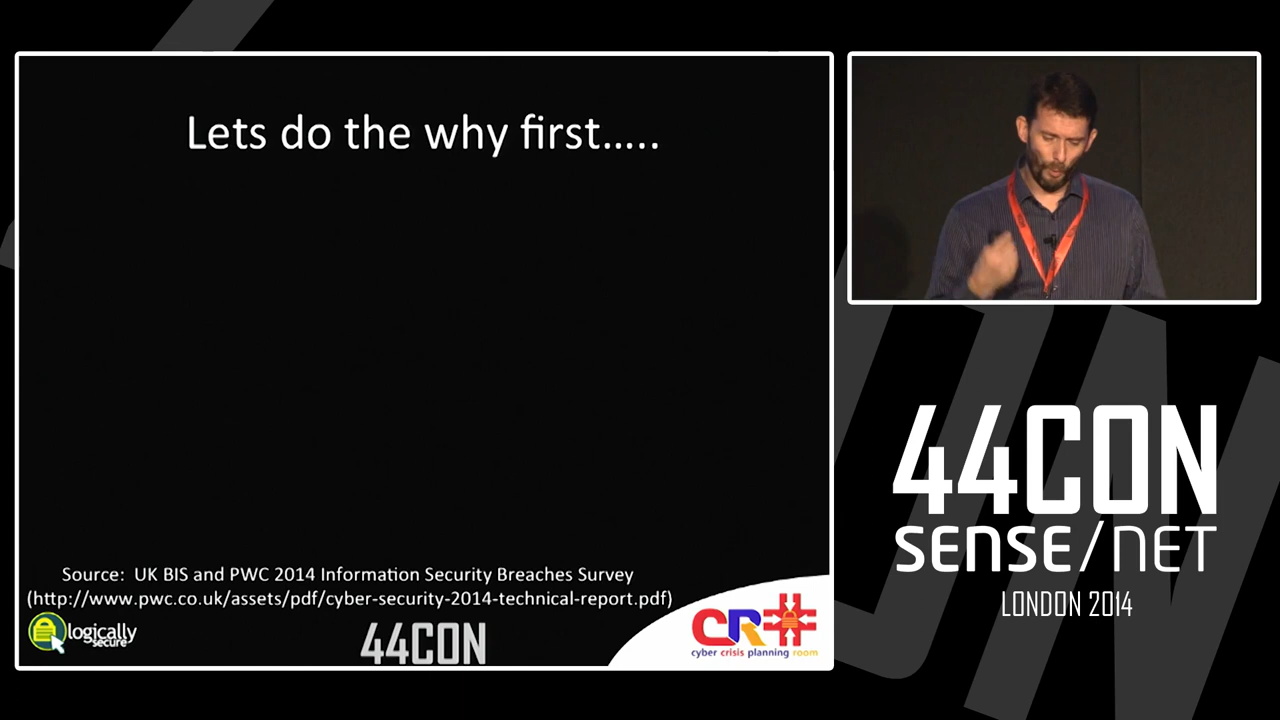 Lets do the why first.....
Source: UK BIS and PWC 2014 Information Security Breaches Survey
(http://www.pwc.co.uk/assets/pdf/cyber-security-2014-technical-report.pdf)
logically
secure
44CON
CR
cyber crisis planning room
44CON
SENSE/NET
LONDON 2014